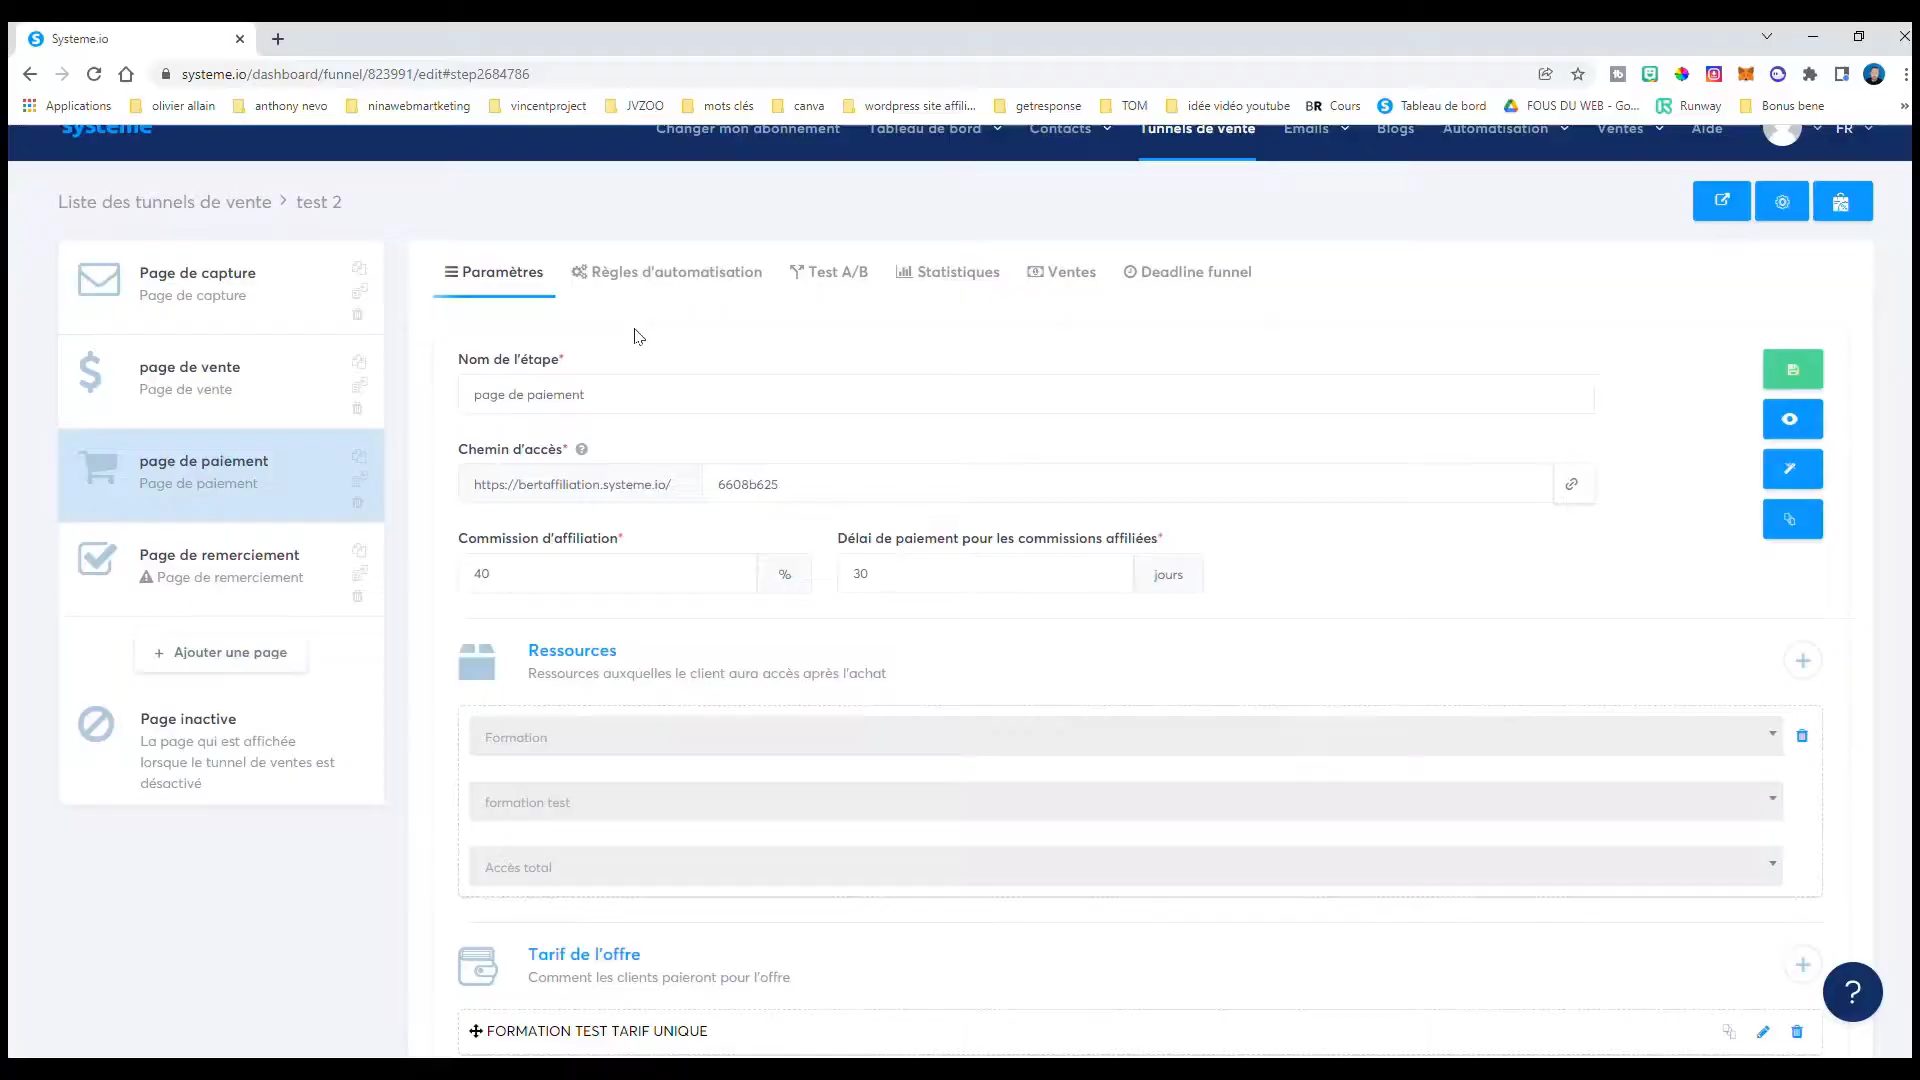 Systeme.io
systeme.io/dashboard/funnel/823991/edit#step2684786
Applications olivier allain anthony nevo ninawebmartketing vincentproject JVZOO mots clés canva wordpress site affili... getresponse TOM idée vidéo youtube BR Cours Tableau de bord FOUS DU WEB - Go... Runway Bonus bene »
systeme Changer mon abonnement Tableau de bord Contacts Tunnels de vente Emails Blogs Automatisation Ventes Aide FR
Liste des tunnels de vente > test 2
Page de capture
Page de capture
page de vente
Page de vente
page de paiement
Page de paiement
Page de remerciement
Page de remerciement
+ Ajouter une page
Page inactive
La page qui est affichée
lorsque le tunnel de ventes est
désactivé
Paramètres Règles d'automatisation Test A/B Statistiques Ventes Deadline funnel
Nom de l'étape*
page de paiement
Chemin d'accès* ?
https://bertaffiliation.systeme.io/ 6608b625
Commission d'affiliation* Délai de paiement pour les commissions affiliées*
40 % 30 jours
Ressources
Ressources auxquelles le client aura accès après l'achat
Formation
formation test
Accès total
Tarif de l'offre
Comment les clients paieront pour l'offre
FORMATION TEST TARIF UNIQUE
?